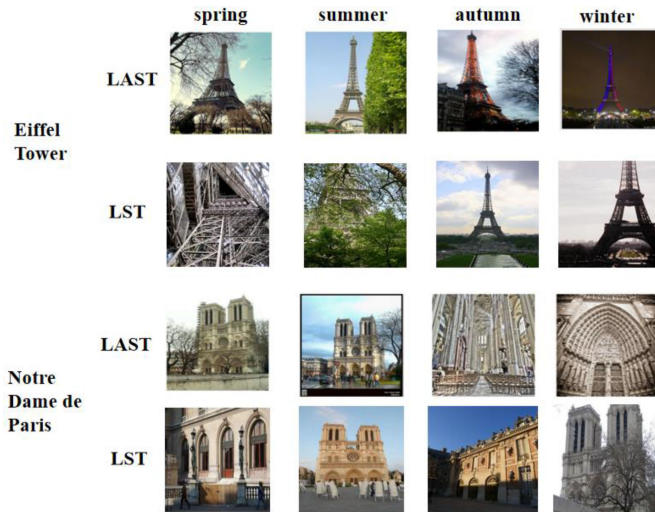 spring summer autumn winter
LAST
Eiffel
Tower
LST
LAST
Notre
Dame de
Paris
LST